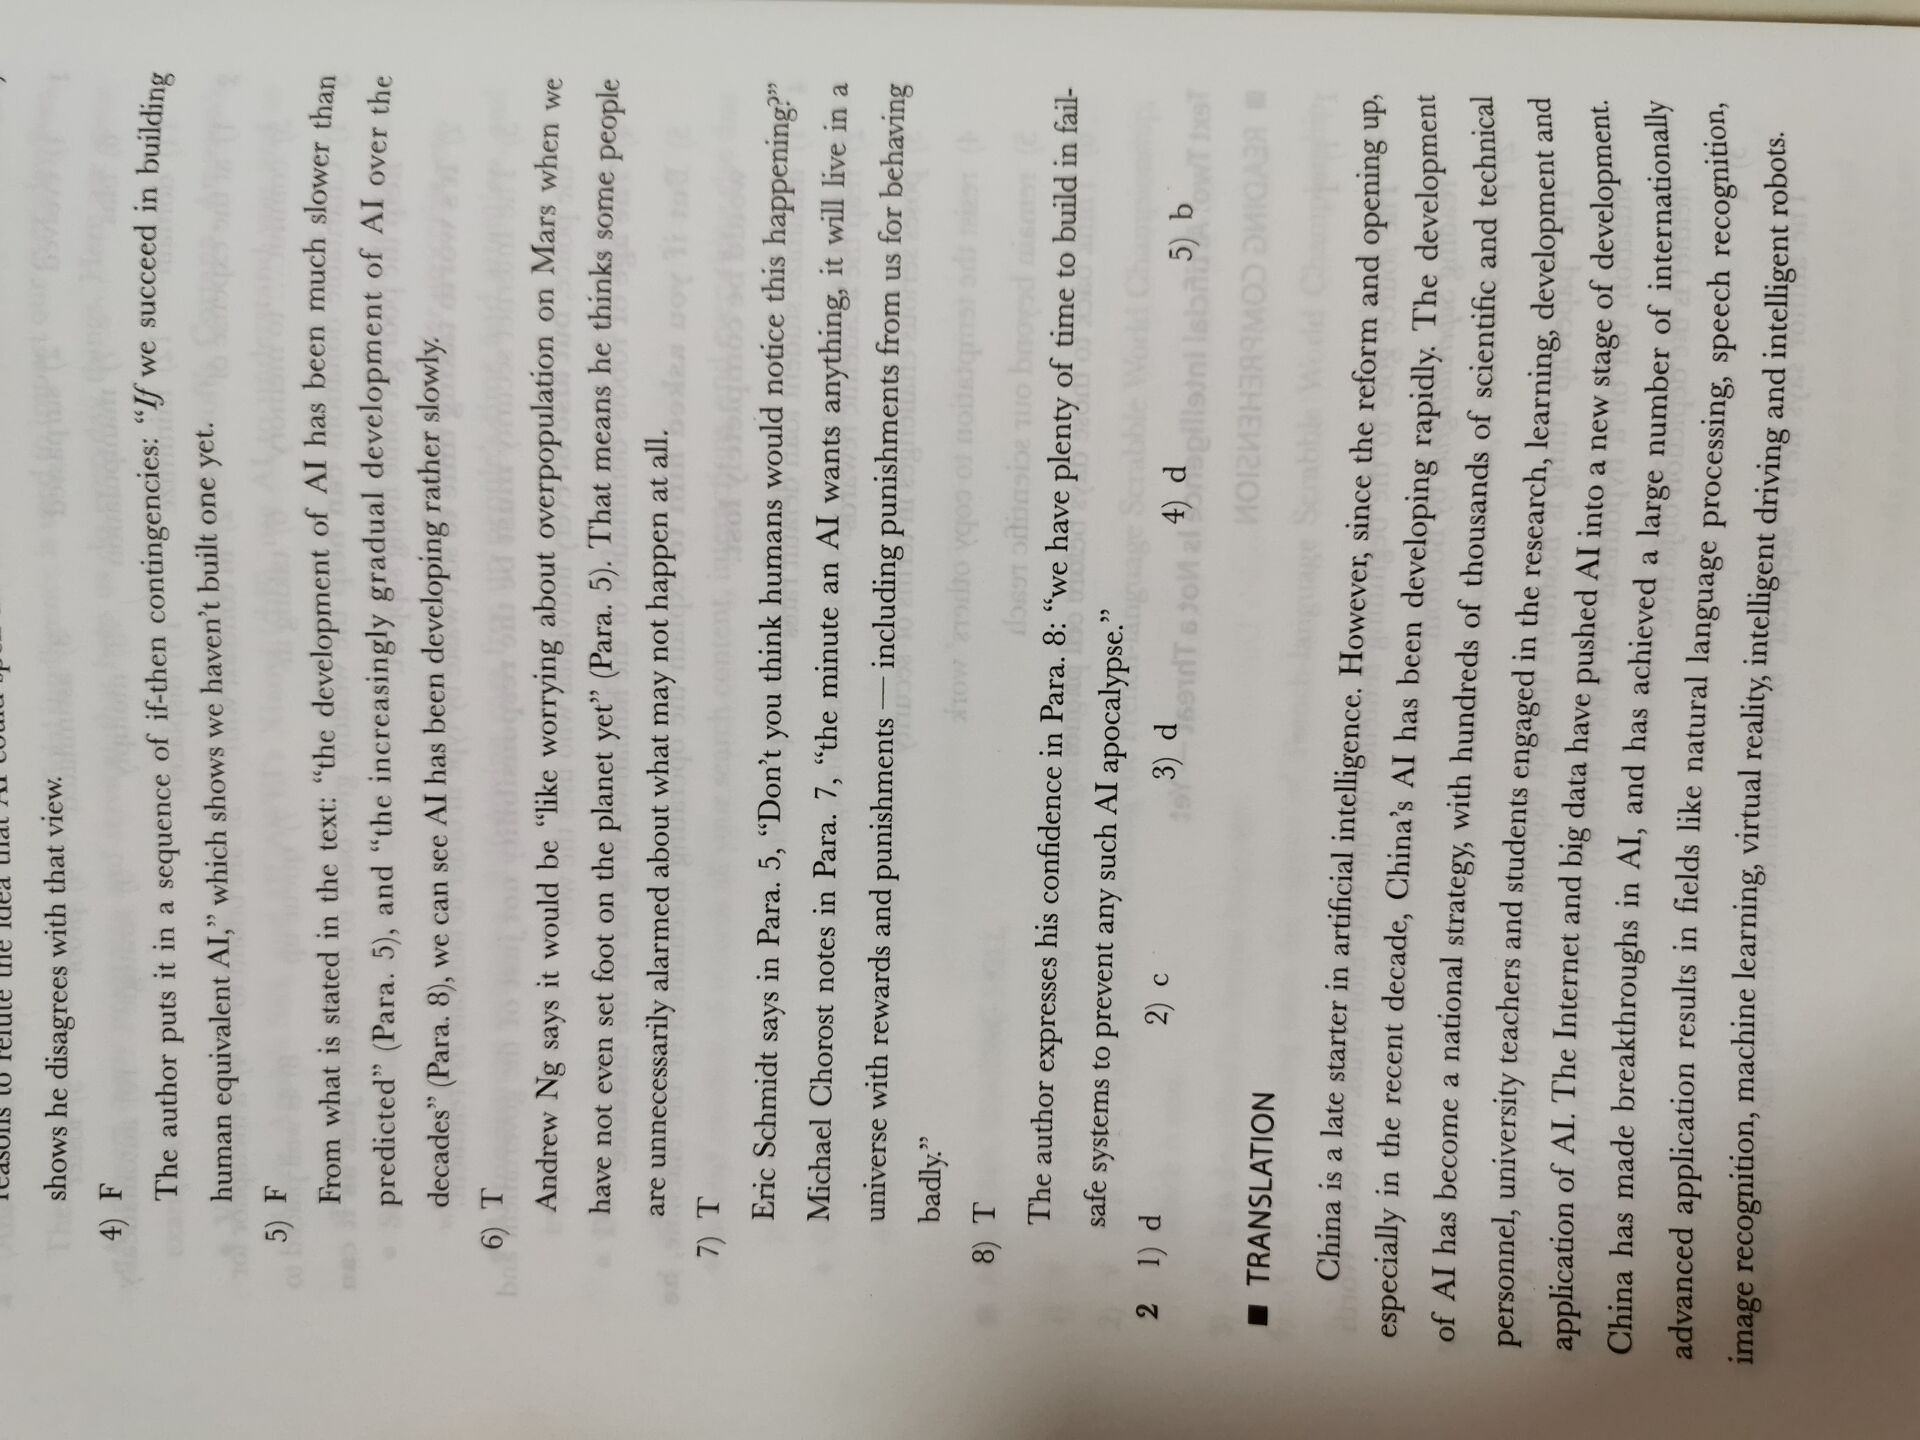 reasons to refute the idea that AI could
shows he disagrees with that view.
4) F
The author puts it in a sequence of if-then contingencies: “If we succeed in building
human equivalent AI,” which shows we haven’t built one yet.
5) F
From what is stated in the text: “the development of AI has been much slower than
predicted” (Para. 5), and “the increasingly gradual development of AI over the
decades” (Para. 8), we can see AI has been developing rather slowly.
6) T
Andrew Ng says it would be “like worrying about overpopulation on Mars when we
have not even set foot on the planet yet” (Para. 5). That means he thinks some people
are unnecessarily alarmed about what may not happen at all.
7) T
Eric Schmidt says in Para. 5, “Don’t you think humans would notice this happening?”
Michael Chorost notes in Para. 7, “the minute an AI wants anything, it will live in a
universe with rewards and punishments — including punishments from us for behaving
badly.”
8) T
The author expresses his confidence in Para. 8: “we have plenty of time to build in fail-
safe systems to prevent any such AI apocalypse.”
2 1) d 2) c 3) d 4) d 5) b
■ TRANSLATION
China is a late starter in artificial intelligence. However, since the reform and opening up,
especially in the recent decade, China’s AI has been developing rapidly. The development
of AI has become a national strategy, with hundreds of thousands of scientific and technical
personnel, university teachers and students engaged in the research, learning, development and
application of AI. The Internet and big data have pushed AI into a new stage of development.
China has made breakthroughs in AI, and has achieved a large number of internationally
advanced application results in fields like natural language processing, speech recognition,
image recognition, machine learning, virtual reality, intelligent driving and intelligent robots.